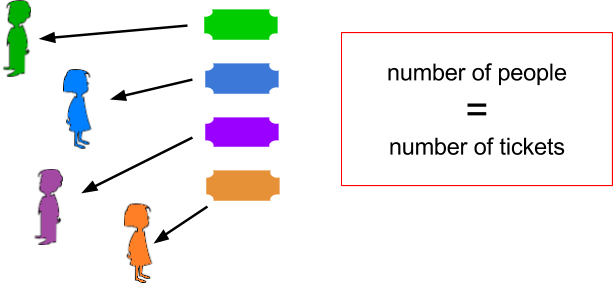 number of people
=
number of tickets